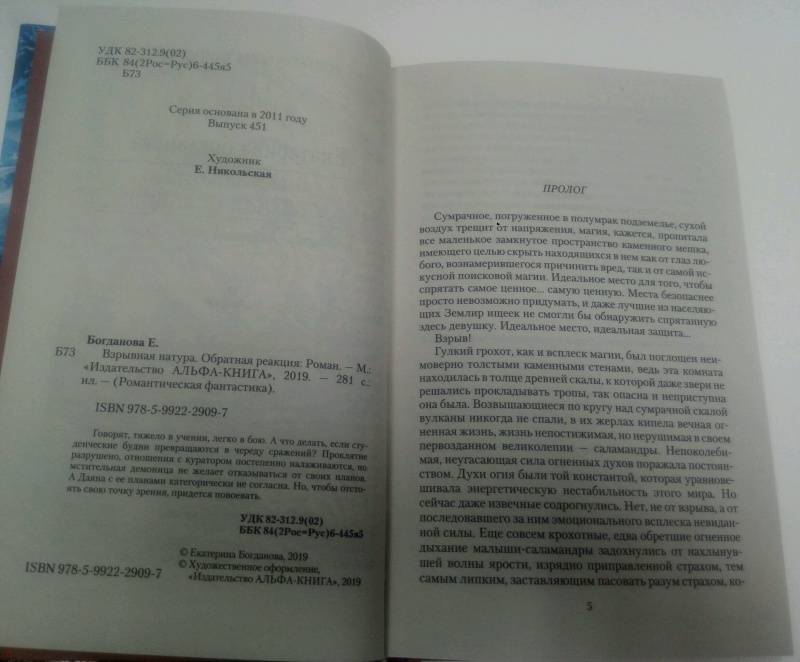 УДК 82-312.9(02)
ББК 84(2Рос=Рус)6-445я5
Б73
Серия основана в 2011 году
Выпуск 451
Художник
Е. Никольская
Богданова Е.
Б73 Взрывная натура. Обратная реакция: Роман. — М.:
«Издательство АЛЬФА-КНИГА», 2019. — 281 с.:
ил. — (Романтическая фантастика).
ISBN 978-5-9922-2909-7
Говорят, тяжело в учении, легко в бою. А что делать, если сту-
денческие будни превращаются в череду сражений? Проклятие
разрушено, отношения с куратором постепенно налаживаются, но
мстительная демоница не желает отказываться от своих планов.
А Даяна с ее планами категорически не согласна. Но, чтобы отсто-
ять свою точку зрения, придется повоевать.
УДК 82-312.9(02)
ББК 84(2Рос=Рус)6-445я5
© Екатерина Богданова, 2019
© Художественное оформление,
«Издательство АЛЬФА-КНИГА», 2019
ISBN 978-5-9922-2909-7
ПРОЛОГ
Сумрачное, погруженное в полумрак подземелье, сухой
воздух трещит от напряжения, магия, кажется, пропитала
все маленькое замкнутое пространство каменного мешка,
имеющего целью скрыть находящихся в нем как от глаз лю-
бого, вознамерившегося причинить вред, так и от самой ис-
кусной поисковой магии. Идеальное место для того, чтобы
спрятать самое ценное... самую ценную. Места безопаснее
просто невозможно придумать, и даже лучшие из населяю-
щих Землир ищеек не смогли бы обнаружить спрятанную
здесь девушку. Идеальное место, идеальная защита...
Взрыв!
Гулкий грохот, как и всплеск магии, был поглощен неи-
моверно толстыми каменными стенами, ведь эта комната
находилась в толще древней скалы, к которой даже звери не
решались прокладывать тропы, так опасна и неприступна
она была. Возвышающиеся по кругу над сумрачной скалой
вулканы никогда не спали, в их жерлах кипела вечная ог-
ненная жизнь, жизнь непостижимая, но нерушимая в своем
первозданном великолепии — саламандры. Непоколеби-
мая, неугасающая сила огненных духов поражала постоян-
ством. Духи огня были той константой, которая уравнове-
шивала энергетическую нестабильность этого мира. Но
сейчас даже извечные содрогнулись. Нет, не от взрыва, а от
последовавшего за ним эмоционального всплеска невидан-
ной силы. Еще совсем крохотные, едва обретшие огненное
дыхание малыши-саламандры задохнулись от нахлынув-
шей волны ярости, изрядно приправленной страхом, тем
самым липким, заставляющим пасовать разум страхом, ко-
5